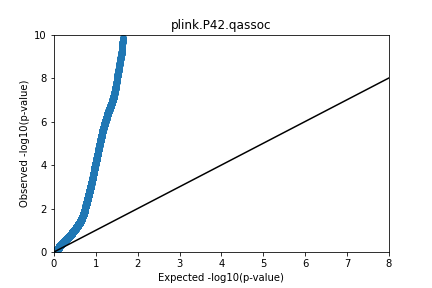 plink.P42.qassoc
Observed -log10(p-value)
10
8
6
4
2
0
0 1 2 3 4 5 6 7 8
Expected -log10(p-value)